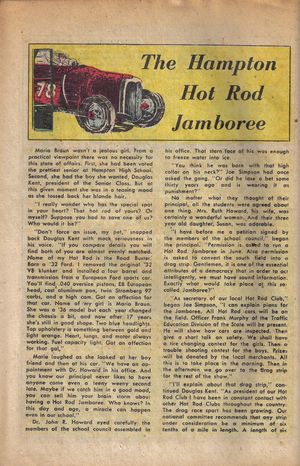 The Hampton
Hot Rod
Jamboree
78
Maria Braun wasn't a jealous girl. From a
practical viewpoint there was no necessity for
this state of affairs. First, she had been voted
the prettiest senior at Hampton High School.
Second, she had the boy she wanted, Douglas
Kent, president of the Senior Class. But at
this given moment she was in a teasing mood
as she tossed back her blonde hair.
"I really wonder who has the special spot
in your heart? That hot rod of yours? Or
myself? Suppose you had to save one of us?
Who would it be?"
"Don't force an issue, my pet," snapped
back Douglas Kent with mock seriousness in
his voice. "If you compare details you will
find both of you are in the running. Let's see.
Name of my Hot Rod is the Road Buster.
Born a '32 Ford. I removed the original '32
V8 clunker and installed a four barrel and
transmission from a European Ford sports car.
You'll find .040 oversize pistons, E8 European
head, cast aluminum pan, twin Stromberg 97
carbs, and a high cam. Got an affection for
that car. Name of my girl is Maria Braun.
She was a '36 model but each year changed
the chassis a bit, and now after 17 years
she's still in good shape. Two blue headlights.
Top upholstery is something between gold and
light orange. Heart, lungs, and motor always
working. Fuel consumption light. Got an affection
for that gal."
Maria laughed as she looked at her boy
friend and then at his car. "We have an ap-
pointment with Dr. Howard in his office. And
you know our principal never likes to have
anyone come even a teeny weeny second
late. Maybe if we catch him in a good mood,
you can sell him your brain storm about
having a Hot Rod Jamboree. Who knows? In
this day and age, a miracle can happen
even in our school."
Dr. John R. Howard eyed carefully the
members of the school council assembled in
his office. That stern face of his was enough
to freeze water into ice.
"You think he was born with that high
collar on his neck?" Joe Simpson had once
asked the gang. "Or did he lose a bet some
thirty years ago and is wearing it as
punishment?"
No matter what they thought of their
principal, all the students were agreed about
one thing. Mrs. Ruth Howard, his wife, was
certainly a wonderful woman. And that three
year old daughter, Susan, was adorable.
"I have before me a petition signed by
the members of the school council," began
the principal. "Permission is asked to run a
Hot Rod Jamboree in July. Our fair school
is asked to convert the south field into a
drag strip. Gentlemen, it is one of the essential
attributes of a democracy that in order to act
intelligently, we must have sound information.
Exactly what would take place at this so
called Jamboree?"
"As secretary of our local Hot Rod Club,"
began Joe Simpson, "I can explain plans for
the Jamboree. All Hot Rod cars will be on
the field. Officer Frank Murphy of the Traffic
Education Division of the State will be present.
He will show how cars are inspected. Then
give a short talk on safety. We shall have
a tire changing contest for the girls. Then a
bubble shooting contest for the boys. Prizes
will be donated by the local merchants. All
this is to take place in the morning. Then in
the afternoon we go over to the drag strip
for the rest of the show."
"I'll explain about that drag strip," con-
tinued Douglas Kent. "As president of our Hot
Rod Club I have been in constant contact with
other Hot Rod Clubs throughout the country.
The drag race sport has been growing. Our
national committees recommend that any strip
under consideration be a minimum of six
tenths of a mile in length. A length of six